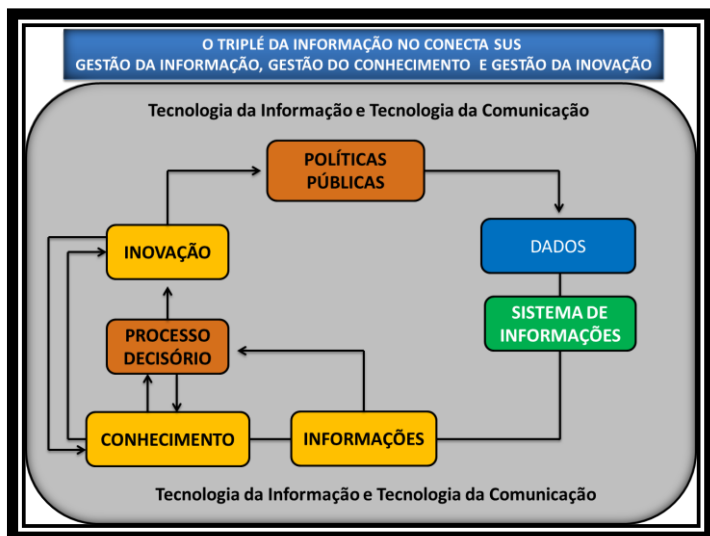 O TRIPLÉ DA INFORMAÇÃO NO CONECTA SUS
GESTÃO DA INFORMAÇÃO, GESTÃO DO CONHECIMENTO E GESTÃO DA INOVAÇÃO
Tecnologia da Informação e Tecnologia da Comunicação
POLÍTICAS
PÚBLICAS
INOVAÇÃO
DADOS
SISTEMA DE
INFORMAÇÕES
PROCESSO
DECISÓRIO
CONHECIMENTO
INFORMAÇÕES
Tecnologia da Informação e Tecnologia da Comunicação